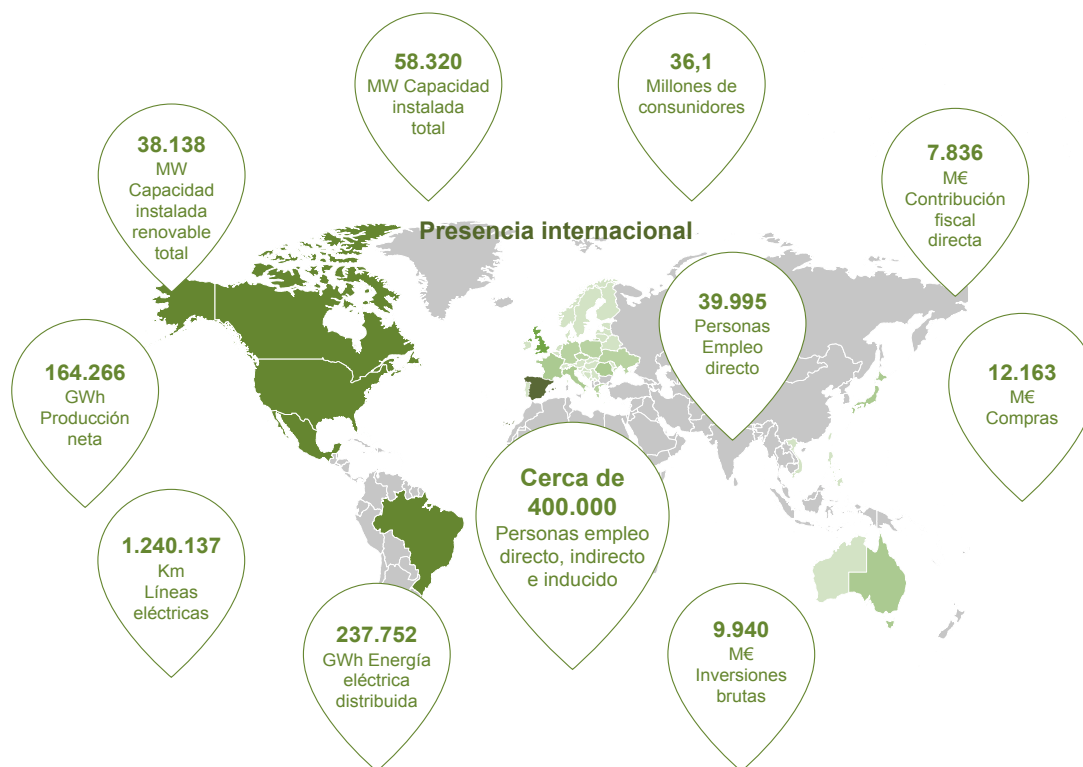 58.320
MW Capacidad
instalada
total
36,1
Millones de
consunidores
38.138
MW
Capacidad
instalada
renovable
total
7.836
M€
Contribución
fiscal
directa
Presencia internacional
39.995
Personas
Empleo
directo
164.266
GWh
Producción
neta
12.163
M€
Compras
Cerca de
400.000
Personas empleo
directo, indirecto
e inducido
1.240.137
Km
Líneas
eléctricas
237.752
GWh Energía
eléctrica
distribuida
9.940
M€
Inversiones
brutas